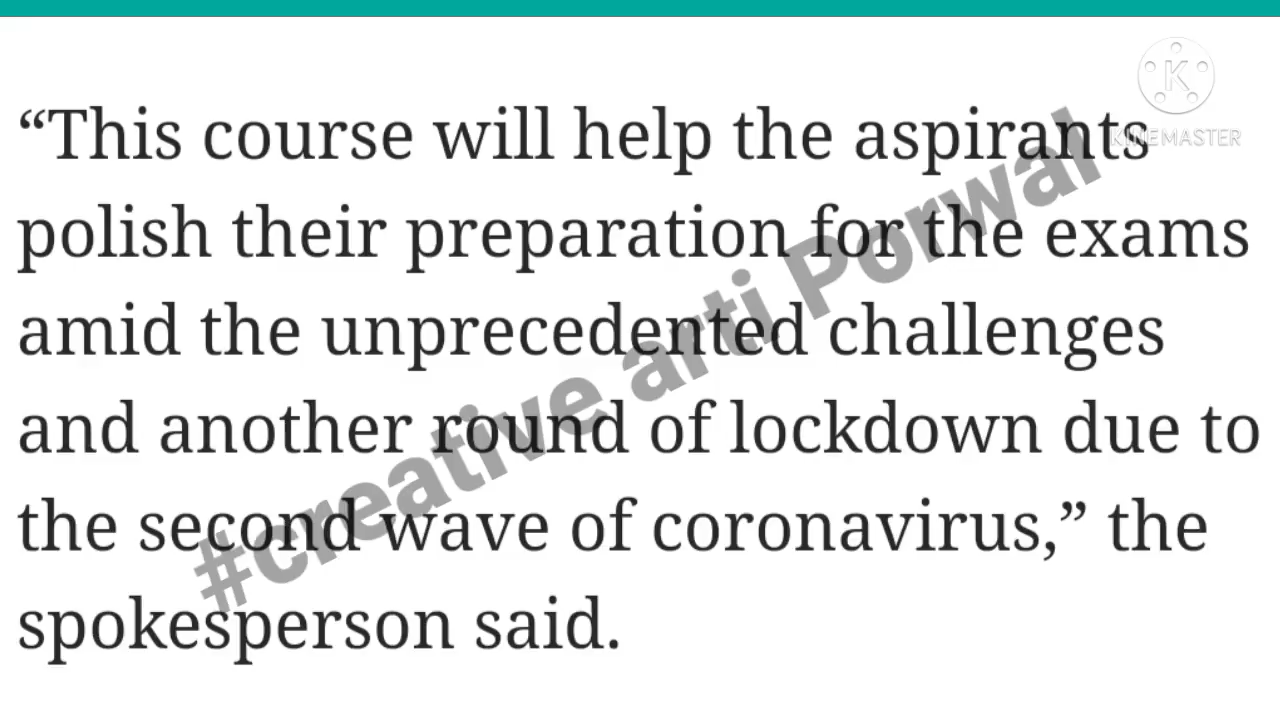 K
KINEMASTER
“This course will help the aspirants
polish their preparation for the exams
amid the unprecedented challenges
and another round of lockdown due to
the second wave of coronavirus,” the
spokesperson said.
#creative arti Porwal